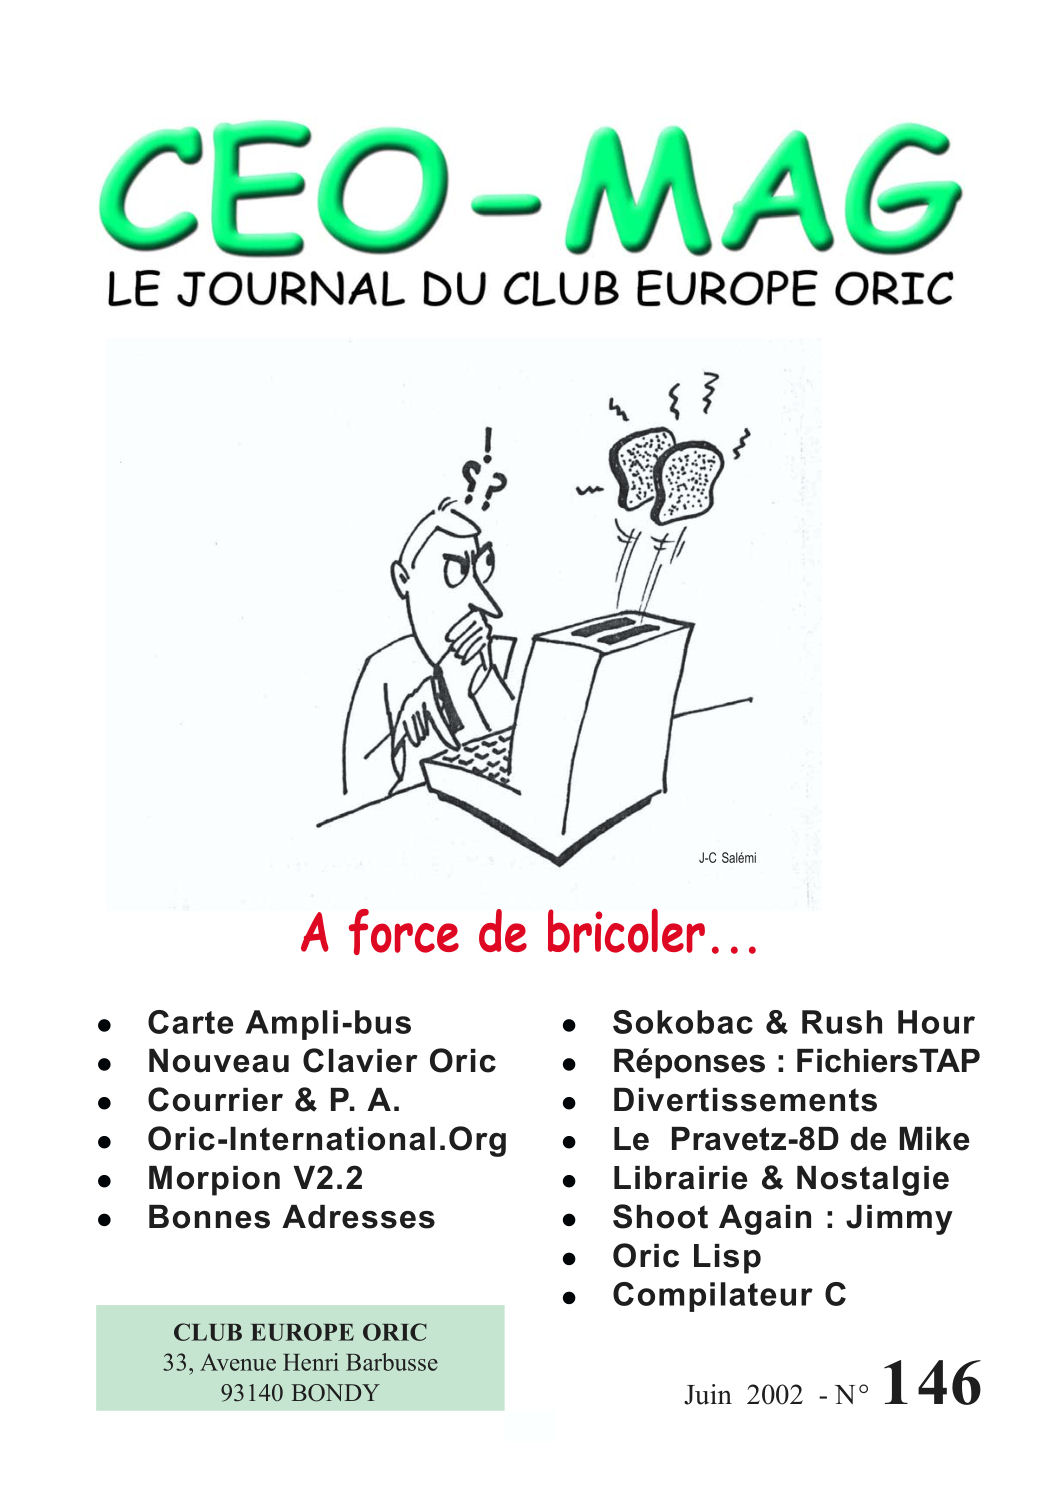 CEO-MAG
LE JOURNAL DU CLUB EUROPE ORIC
!
? ?
J-C Salémi
A force de bricoler...
● Carte Ampli-bus
● Nouveau Clavier Oric
● Courrier & P. A.
● Oric-International.Org
● Morpion V2.2
● Bonnes Adresses
● Sokobac & Rush Hour
● Réponses : FichiersTAP
● Divertissements
● Le Pravetz-8D de Mike
● Librairie & Nostalgie
● Shoot Again : Jimmy
● Oric Lisp
● Compilateur C
CLUB EUROPE ORIC
33, Avenue Henri Barbusse
93140 BONDY
Juin 2002 - N° 146